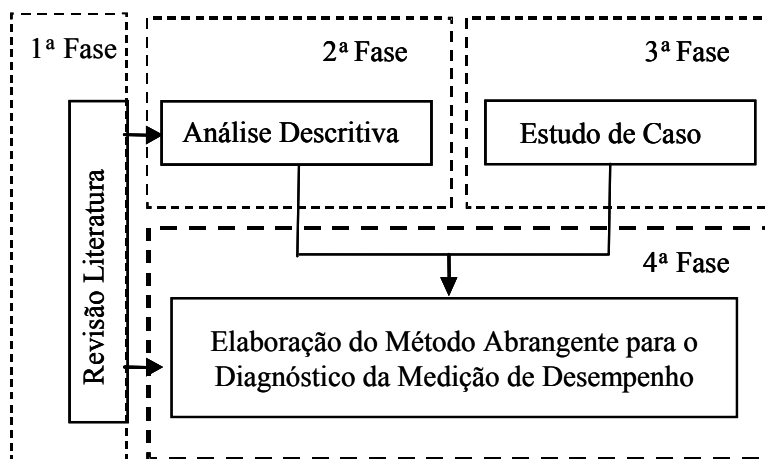 1ª Fase
Revisão Literatura
2ª Fase
Análise Descritiva
3ª Fase
Estudo de Caso
4ª Fase
Elaboração do Método Abrangente para o
Diagnóstico da Medição de Desempenho